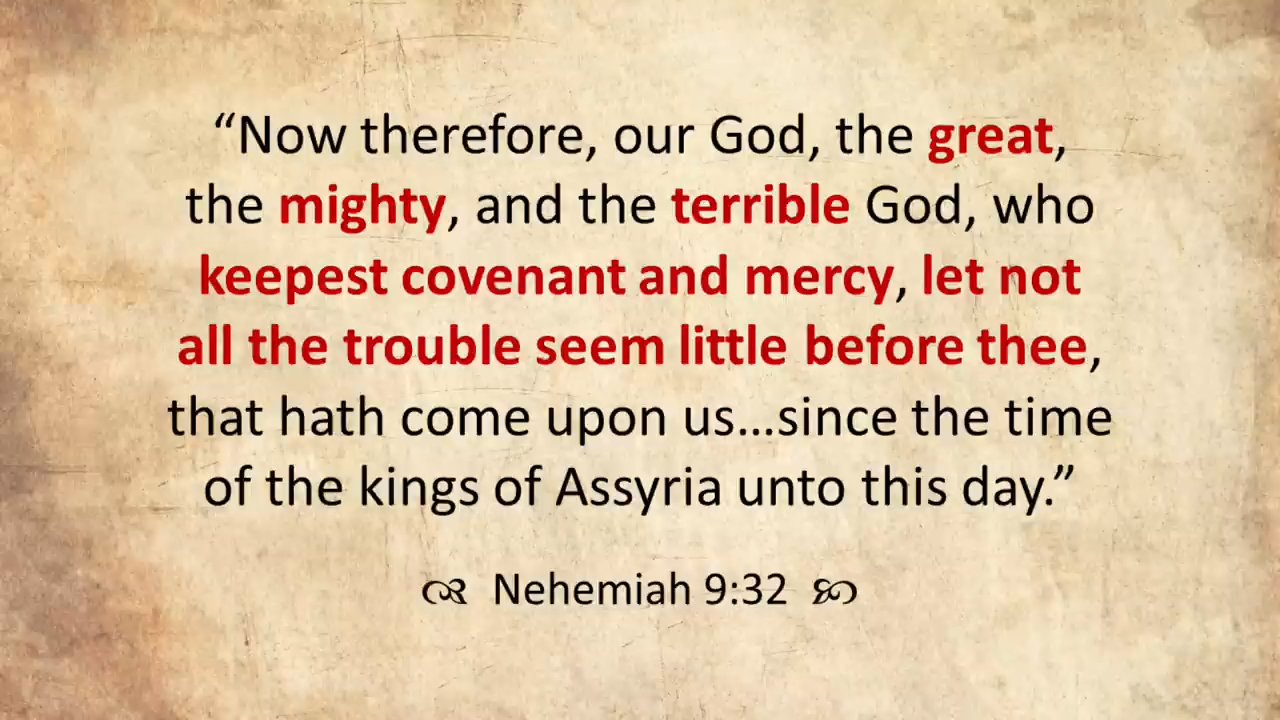 “Now therefore, our God, the great,
the mighty, and the terrible God, who
keepest covenant and mercy, let not
all the trouble seem little before thee,
that hath come upon us...since the time
of the kings of Assyria unto this day.”
Nehemiah 9:32